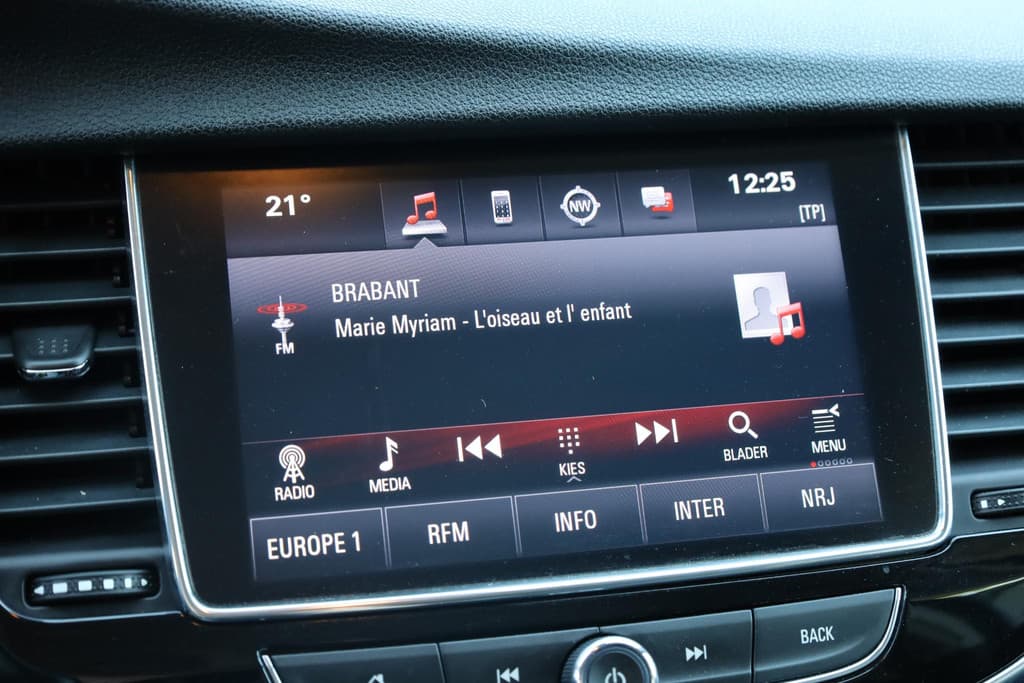 21°
NW
12:25
[TP]
BRABANT
Marie Myriam - L'oiseau et l' enfant
FM
RADIO
MEDIA
KIES
BLADER
MENU
EUROPE 1
RFM
INFO
INTER
NRJ
BACK